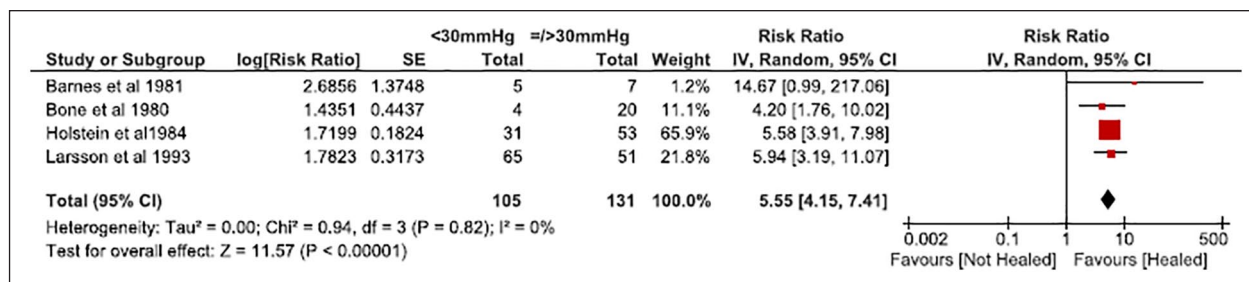 <30mmHg =/>30mmHg Risk Ratio Risk Ratio
Study or Subgroup log[Risk Ratio] SE Total Total Weight IV, Random, 95% CI IV, Random, 95% CI
Barnes et al 1981 2.6856 1.3748 5 7 1.2% 14.67 [0.99, 217.06]
Bone et al 1980 1.4351 0.4437 4 20 11.1% 4.20 [1.76, 10.02]
Holstein et al1984 1.7199 0.1824 31 53 65.9% 5.58 [3.91, 7.98]
Larsson et al 1993 1.7823 0.3173 65 51 21.8% 5.94 [3.19, 11.07]
Total (95% CI) 105 131 100.0% 5.55 [4.15, 7.41]
Heterogeneity: Tau² = 0.00; Chi² = 0.94, df = 3 (P = 0.82); I² = 0%
Test for overall effect: Z = 11.57 (P < 0.00001)
0.002 0.1 1 10 500
Favours [Not Healed] Favours [Healed]